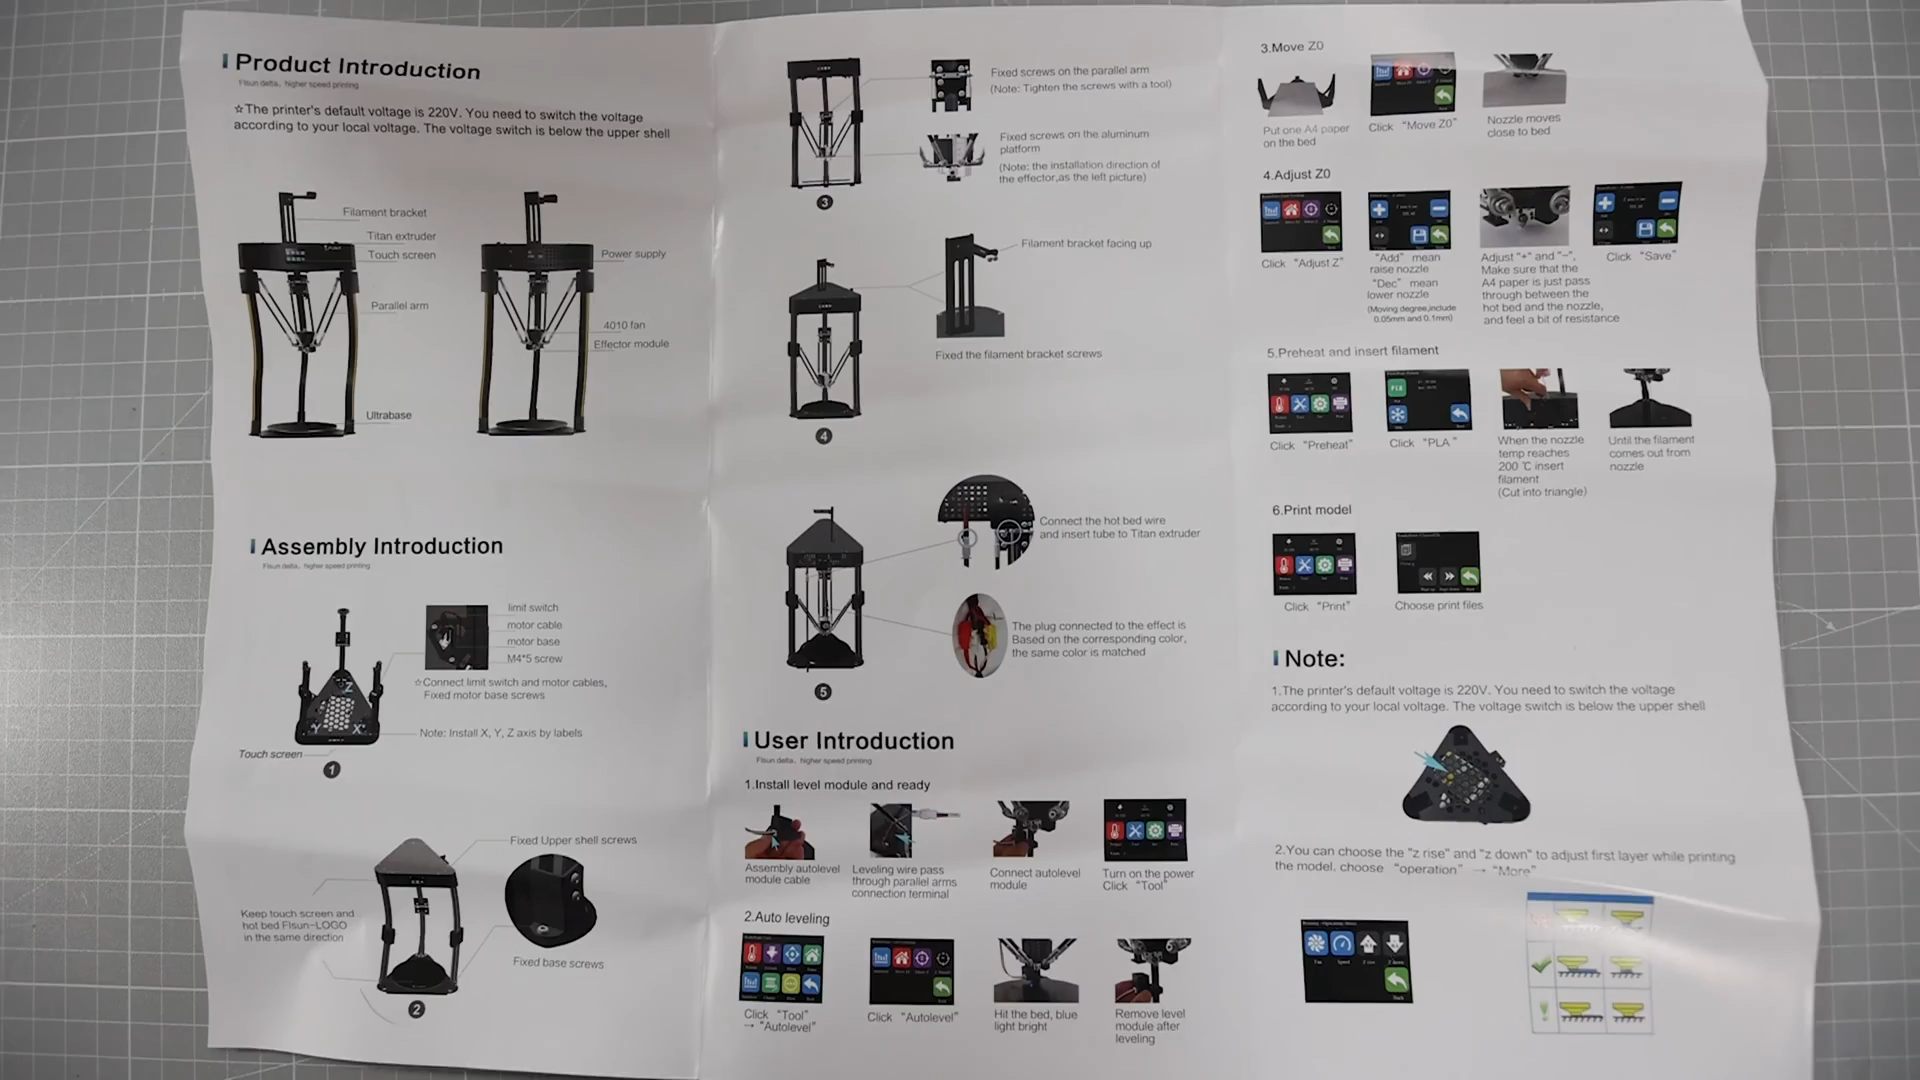 Product Introduction
Flsun delta, higher speed printing
☆The printer's default voltage is 220V. You need to switch the voltage
according to your local voltage. The voltage switch is below the upper shell
Filament bracket
Titan extruder
Touch screen
Parallel arm
Ultrabase
Power supply
4010 fan
Effector module
Assembly Introduction
Flsun delta, higher speed printing
limit switch
motor cable
motor base
M4*5 screw
☆Connect limit switch and motor cables,
Fixed motor base screws
Z
Y
X
Note: Install X, Y, Z axis by labels
Touch screen
1
Fixed Upper shell screws
Keep touch screen and
hot bed Flsun-LOGO
in the same direction
Fixed base screws
2
Fixed screws on the parallel arm
(Note: Tighten the screws with a tool)
Fixed screws on the aluminum
platform
(Note: the installation direction of
the effector,as the left picture)
3
Filament bracket facing up
Fixed the filament bracket screws
4
Connect the hot bed wire
and insert tube to Titan extruder
The plug connected to the effect is
Based on the corresponding color,
the same color is matched
5
User Introduction
Flsun delta, higher speed printing
1.Install level module and ready
Assembly autolevel
module cable
Leveling wire pass
through parallel arms
connection terminal
Connect autolevel
module
Turn on the power
Click "Tool"
2.Auto leveling
Click "Tool"
→ "Autolevel"
Click "Autolevel"
Hit the bed, blue
light bright
Remove level
module after
leveling
3.Move Z0
Put one A4 paper
on the bed
Click "Move Z0"
Nozzle moves
close to bed
4.Adjust Z0
Click "Adjust Z"
"Add" mean
raise nozzle
"Dec" mean
lower nozzle
(Moving degree,include
0.05mm and 0.1mm)
Adjust "+" and "-",
Make sure that the
A4 paper is just pass
through between the
hot bed and the nozzle,
and feel a bit of resistance
Click "Save"
5.Preheat and insert filament
Click "Preheat"
PLA
Click "PLA "
When the nozzle
temp reaches
200 ℃ insert
filament
(Cut into triangle)
Until the filament
comes out from
nozzle
6.Print model
Click "Print"
Choose print files
Note:
1.The printer's default voltage is 220V. You need to switch the voltage
according to your local voltage. The voltage switch is below the upper shell
2.You can choose the "z rise" and "z down" to adjust first layer while printing
the model, choose "operation" → "More"